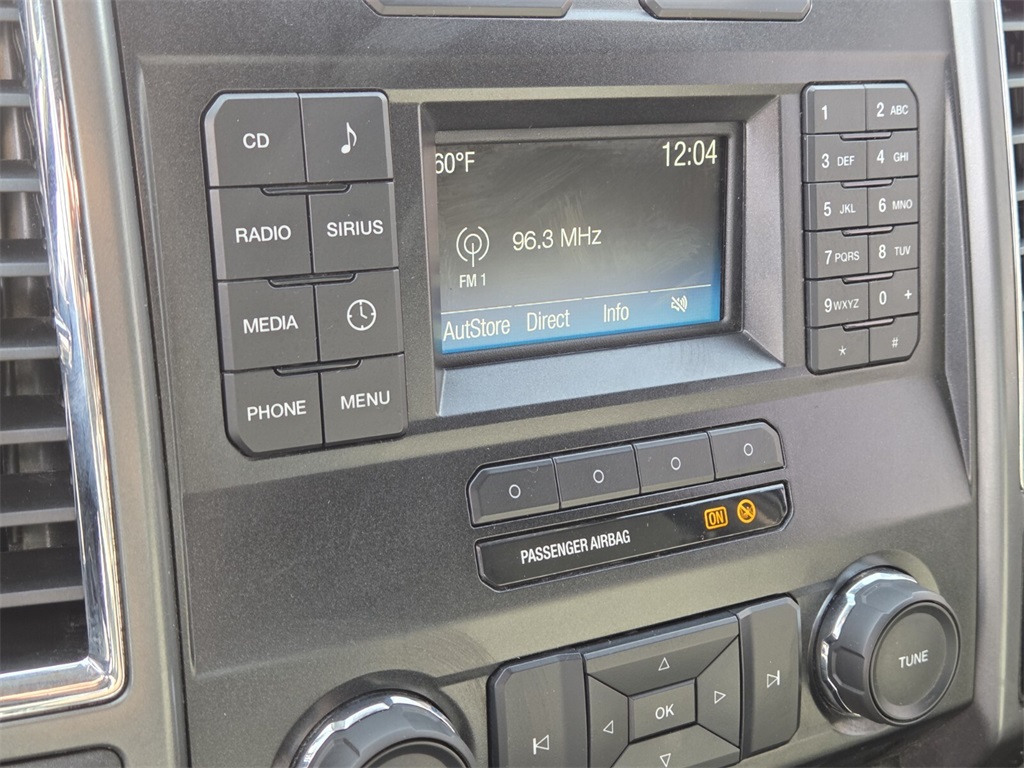 CD
RADIO SIRIUS
MEDIA
PHONE MENU
60°F 12:04
96.3 MHz
FM 1
AutStore Direct Info
1 2 ABC
3 DEF 4 GHI
5 JKL 6 MNO
7 PQRS 8 TUV
9 WXYZ 0 +
* #
PASSENGER AIRBAG ON
OK
TUNE